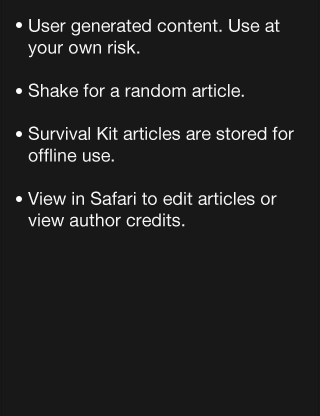 • User generated content. Use at
your own risk.
• Shake for a random article.
• Survival Kit articles are stored for
offline use.
• View in Safari to edit articles or
view author credits.